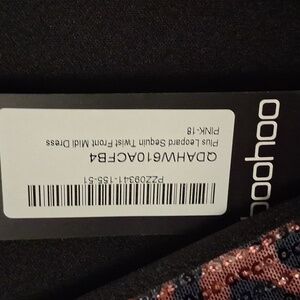 boohoo
PZZ09341-155-51
QDAHW610ACFB4
Plus Leopard Sequin Twist Front Midi Dress
PINK-18